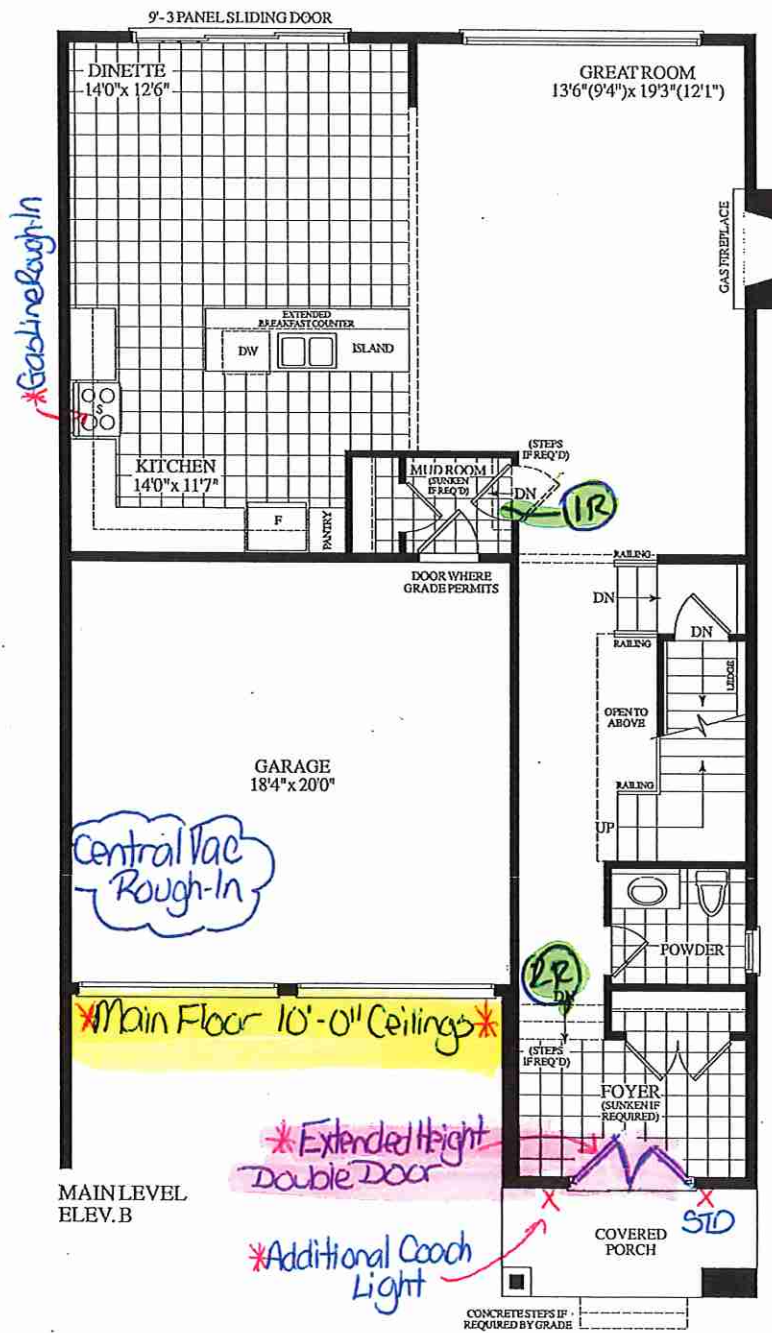 9'-3 PANEL SLIDING DOOR
DINETTE
14'0"x 12'6"
GREAT ROOM
13'6"(9'4")x 19'3"(12'1")
*Gas Line Rough-In
GAS FIREPLACE
EXTENDED
BREAKFAST COUNTER
DW
ISLAND
S
KITCHEN
14'0"x 11'7"
F
PANTRY
MUD ROOM
(SUNKEN
IF REQ'D)
(STEPS
IF REQ'D)
DN
1R
DOOR WHERE
GRADE PERMITS
RAILING
DN
DN
RAILING
LEDGE
OPEN TO
ABOVE
RAILING
UP
GARAGE
18'4"x 20'0"
Central Vac
Rough-In
POWDER
2R
DN
*Main Floor 10'-0" Ceilings*
(STEPS
IF REQ'D)
FOYER
(SUNKEN IF
REQUIRED)
*Extended Height
Double Door
MAIN LEVEL
ELEV. B
X
X
STD
COVERED
PORCH
*Additional Coach
Light
CONCRETE STEPS IF
REQUIRED BY GRADE